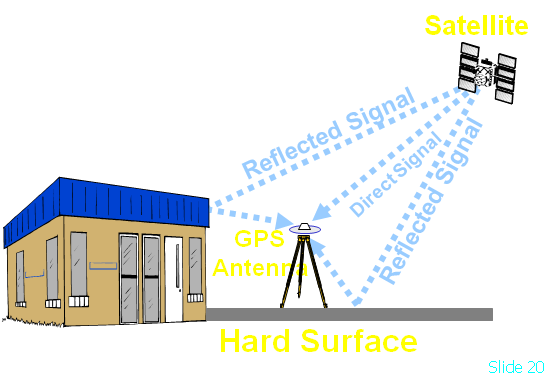 Satellite
Reflected Signal
Direct Signal
Reflected Signal
GPS
Antenna
Hard Surface
Slide 20